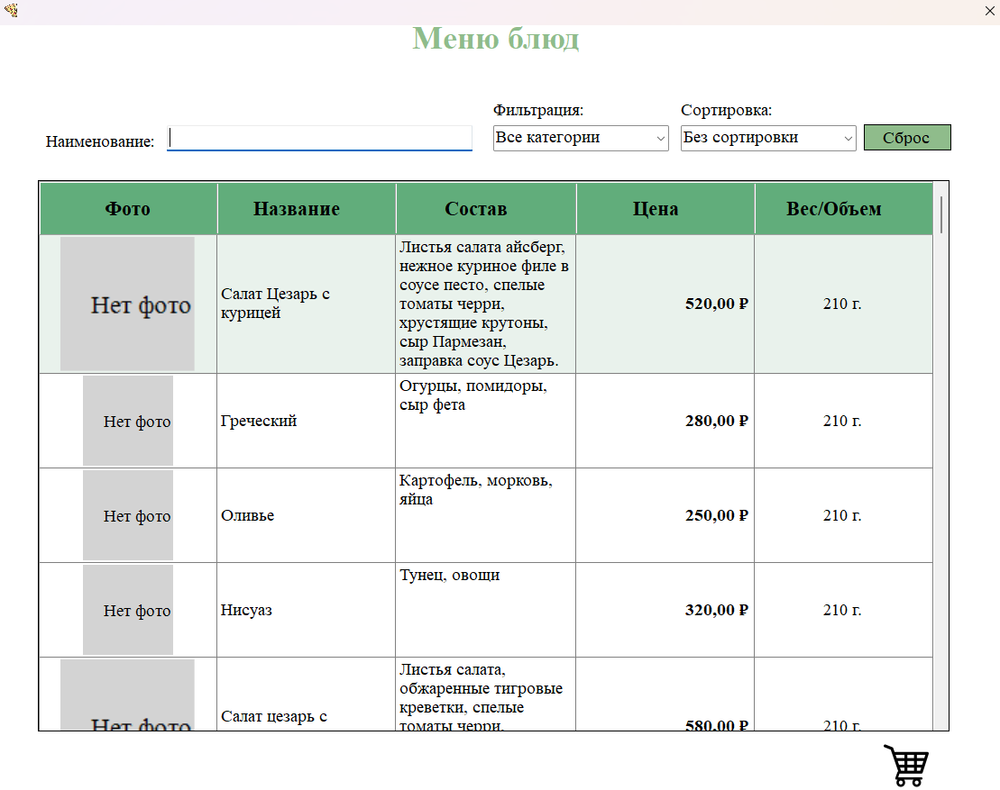 Меню блюд
Фильтрация:
Сортировка:
Наименование:
Все категории
Без сортировки
Сброс
Фото
Название
Состав
Цена
Вес/Объем
Нет фото
Салат Цезарь с
курицей
Листья салата айсберг,
нежное куриное филе в
соусе песто, спелые
томаты черри,
хрустящие крутоны,
сыр Пармезан,
заправка соус Цезарь.
520,00 ₽
210 г.
Нет фото
Греческий
Огурцы, помидоры,
сыр фета
280,00 ₽
210 г.
Нет фото
Оливье
Картофель, морковь,
яйца
250,00 ₽
210 г.
Нет фото
Нисуаз
Тунец, овощи
320,00 ₽
210 г.
Нет фото
Салат цезарь с
Листья салата,
обжаренные тигровые
креветки, спелые
томаты черри,
580,00 ₽
210 г.